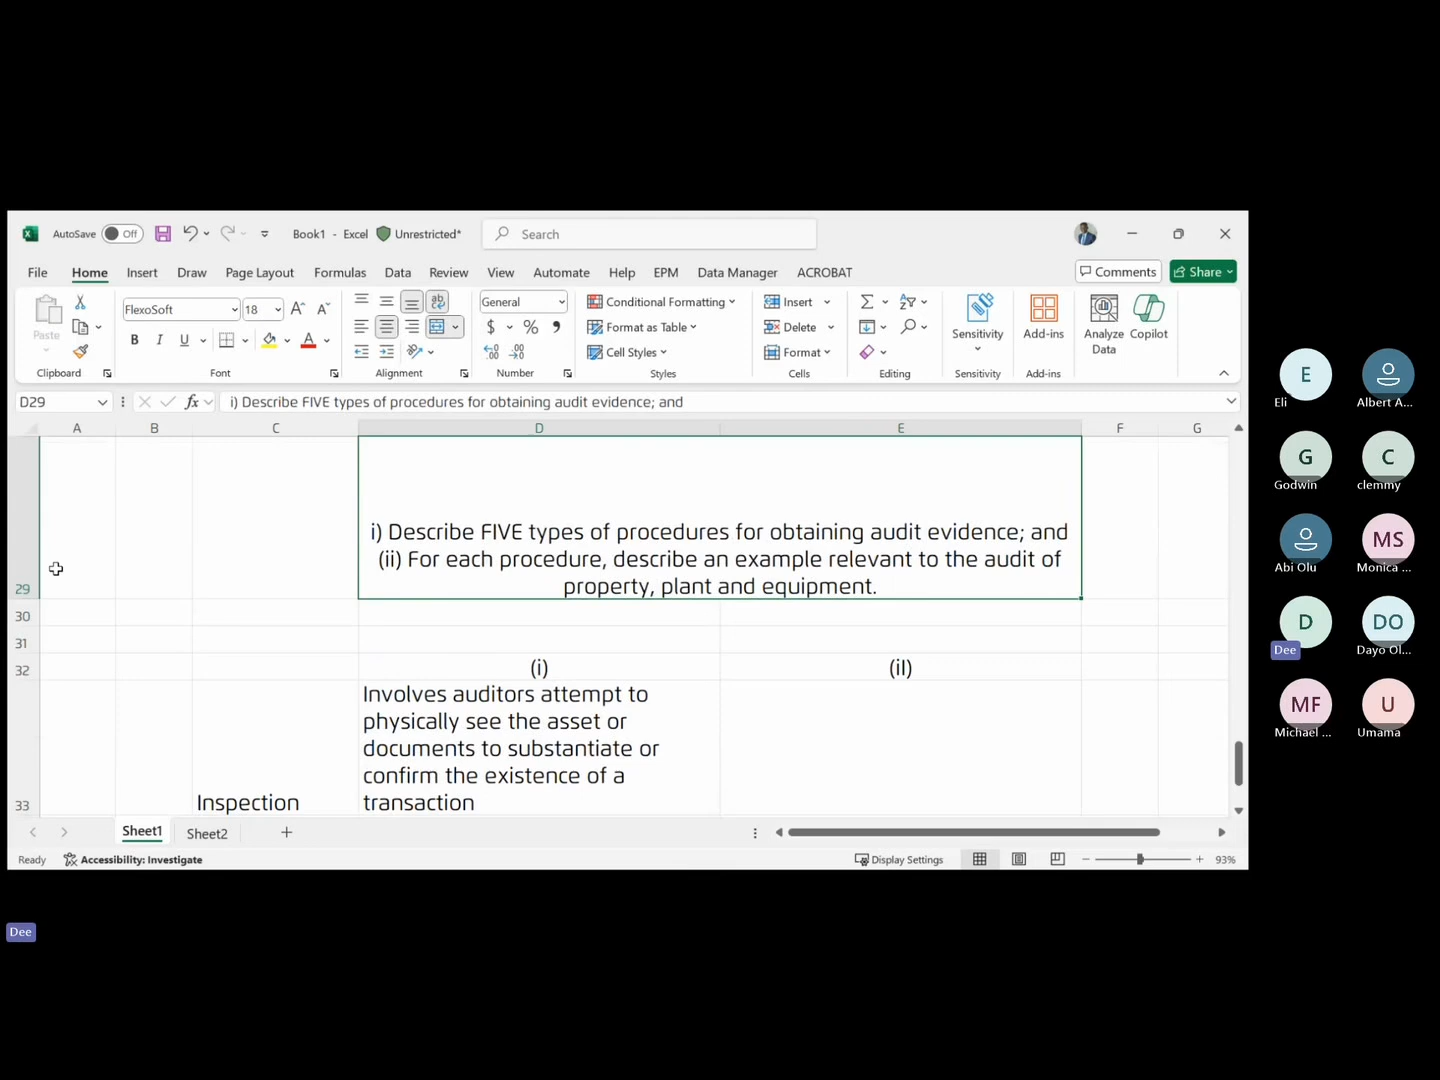 AutoSave Off Book1 - Excel Unrestricted* Search
File Home Insert Draw Page Layout Formulas Data Review View Automate Help EPM Data Manager ACROBAT Comments Share
Paste
Clipboard
FlexoSoft 18
B I U
Font
Alignment
General
$ % 9
Number
Conditional Formatting
Format as Table
Cell Styles
Styles
Insert
Delete
Format
Cells
Editing
Sensitivity
Sensitivity
Add-ins
Add-ins
Analyze Data
Copilot
D29 fx i) Describe FIVE types of procedures for obtaining audit evidence; and
A B C D E F G
i) Describe FIVE types of procedures for obtaining audit evidence; and
(ii) For each procedure, describe an example relevant to the audit of
property, plant and equipment.
29
30
31
32 (i) (iI)
Involves auditors attempt to
physically see the asset or
documents to substantiate or
confirm the existence of a
33 Inspection transaction
Sheet1 Sheet2 +
Ready Accessibility: Investigate Display Settings 93%
E
Eli
Albert A...
G
Godwin
C
clemmy
Abi Olu
MS
Monica ...
D
Dee
DO
Dayo Ol...
MF
Michael ...
U
Umama
Dee